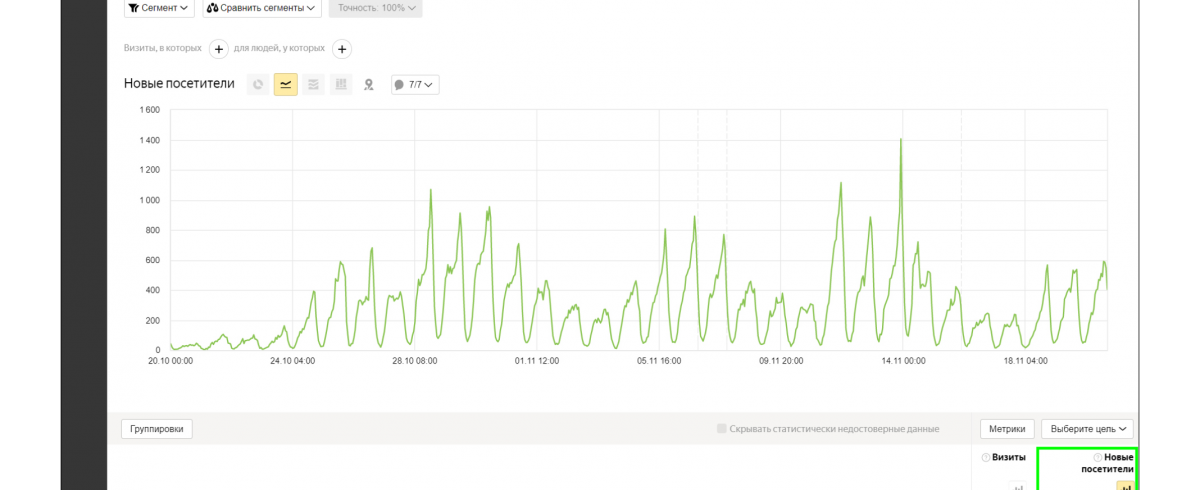 Сегмент Сравнить сегменты Точность: 100%
Визиты, в которых + для людей, у которых +
Новые посетители 7/7
1 600
1 400
1 200
1 000
800
600
400
200
0
20.10 00:00 24.10 04:00 28.10 08:00 01.11 12:00 05.11 16:00 09.11 20:00 14.11 00:00 18.11 04:00
Группировки Скрывать статистически недостоверные данные Метрики Выберите цель
? Визиты ? Новые
посетители